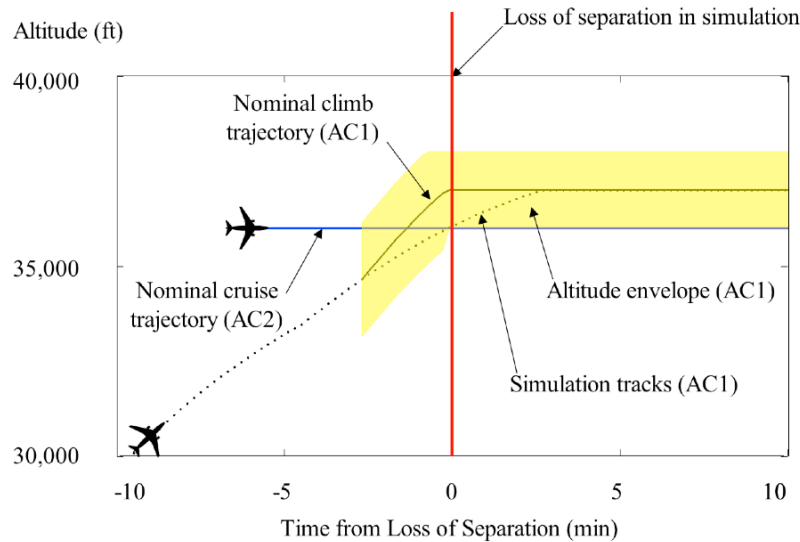 Loss of separation in simulation
Altitude (ft)
40,000
Nominal climb
trajectory (AC1)
35,000
Nominal cruise
trajectory (AC2)
Altitude envelope (AC1)
Simulation tracks (AC1)
30,000
-10
-5
0
5
10
Time from Loss of Separation (min)